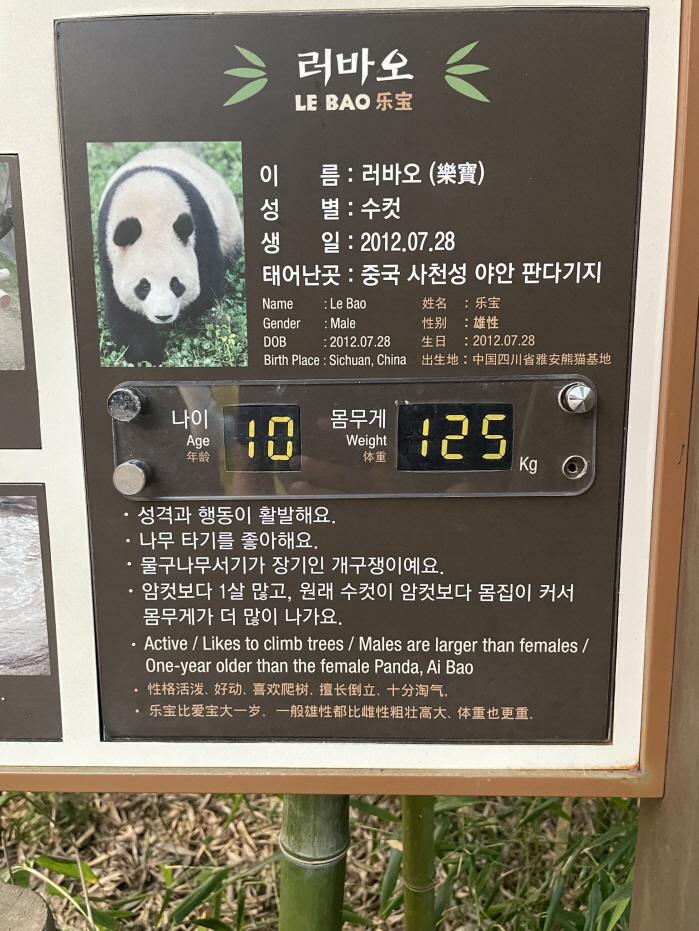 러바오
LE BAO 乐宝
이 름 : 러바오 (樂寶)
성 별 : 수컷
생 일 : 2012.07.28
태어난곳 : 중국 사천성 야안 판다기지
Name : Le Bao 姓名 : 乐宝
Gender : Male 性别 : 雄性
DOB : 2012.07.28 生日 : 2012.07.28
Birth Place : Sichuan, China 出生地 : 中国四川省雅安熊猫基地
나이 10 몸무게 125 Kg
Age Weight
年龄 体重
· 성격과 행동이 활발해요.
· 나무 타기를 좋아해요.
· 물구나무서기가 장기인 개구쟁이예요.
· 암컷보다 1살 많고, 원래 수컷이 암컷보다 몸집이 커서
몸무게가 더 많이 나가요.
· Active / Likes to climb trees / Males are larger than females /
One-year older than the female Panda, Ai Bao
· 性格活泼、好动、喜欢爬树、擅长倒立、十分淘气.
· 乐宝比爱宝大一岁. 一般雄性都比雌性粗壮高大、体重也更重.